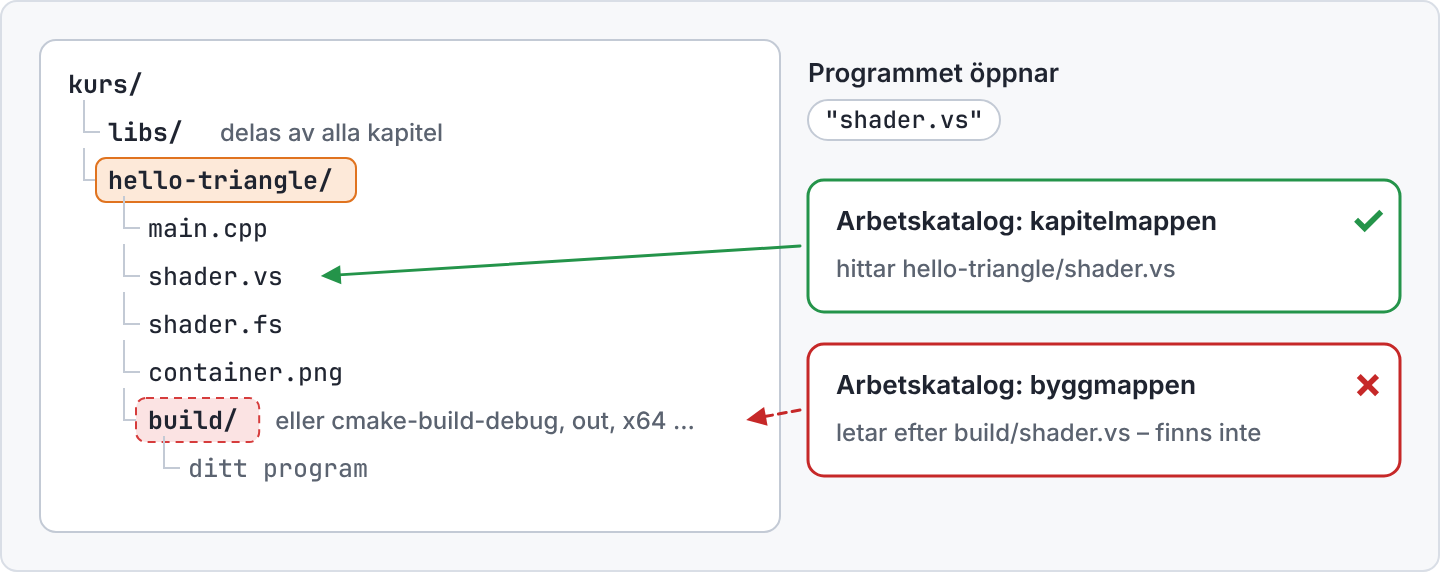 kurs/
libs/ delas av alla kapitel
hello-triangle/
main.cpp
shader.vs
shader.fs
container.png
build/ eller cmake-build-debug, out, x64 ...
ditt program
Programmet öppnar
"shader.vs"
Arbetskatalog: kapitelmappen
hittar hello-triangle/shader.vs
Arbetskatalog: byggmappen
letar efter build/shader.vs – finns inte